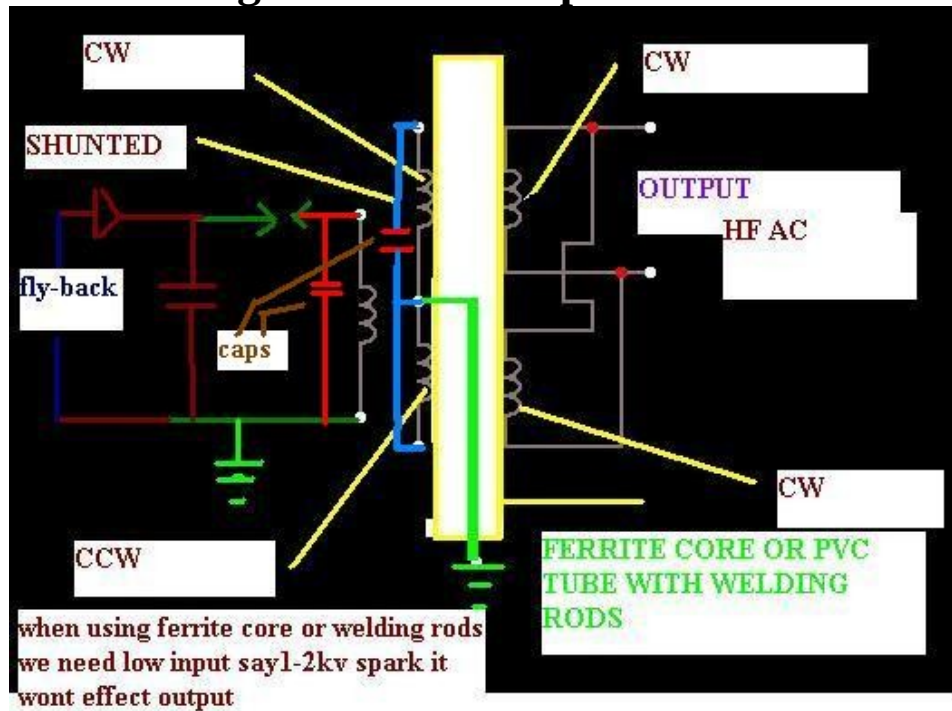 CW
CW
SHUNTED
OUTPUT
HF AC
fly-back
caps
CW
CCW
FERRITE CORE OR PVC
TUBE WITH WELDING
RODS
when using ferrite core or welding rods
we need low input say1-2kv spark it
wont effect output